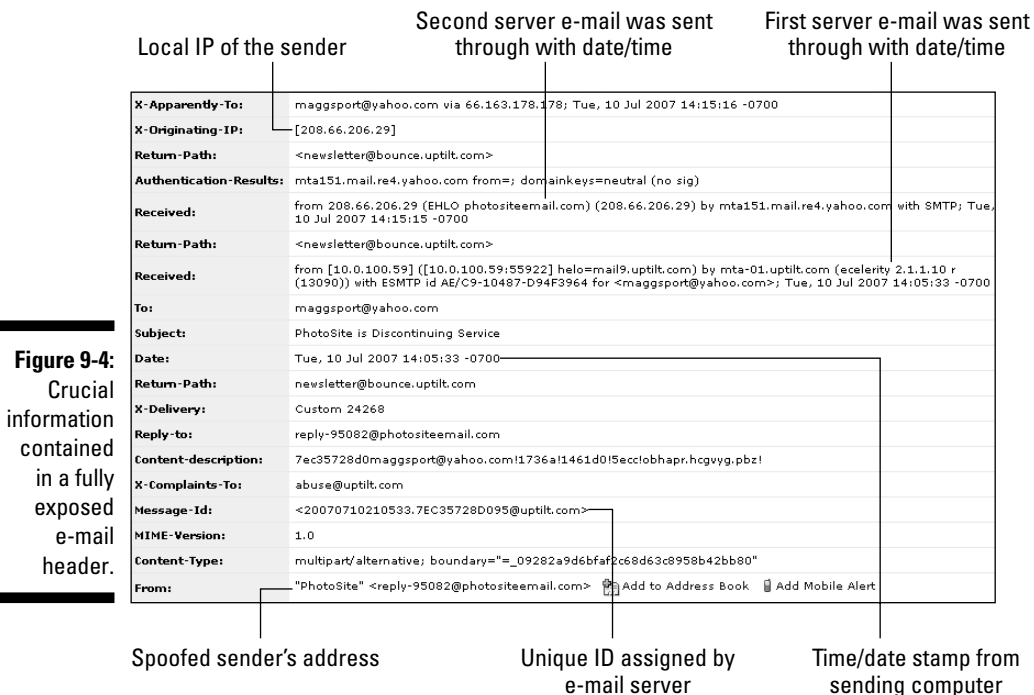 Second server e-mail was sent
through with date/time
First server e-mail was sent
through with date/time
Local IP of the sender
X-Apparently-To: maggsport@yahoo.com via 66.163.178.178; Tue, 10 Jul 2007 14:15:16 -0700
X-Originating-IP: [208.66.206.29]
Return-Path: <newsletter@bounce.uptilt.com>
Authentication-Results: mta151.mail.re4.yahoo.com from=; domainkeys=neutral (no sig)
Received: from 208.66.206.29 (EHLO photositeemail.com) (208.66.206.29) by mta151.mail.re4.yahoo.com with SMTP; Tue,
10 Jul 2007 14:15:15 -0700
Return-Path: <newsletter@bounce.uptilt.com>
Received: from [10.0.100.59] ([10.0.100.59:55922] helo=mail9.uptilt.com) by mta-01.uptilt.com (ecelerity 2.1.1.10 r
(13090)) with ESMTP id AE/C9-10487-D94F3964 for <maggsport@yahoo.com>; Tue, 10 Jul 2007 14:05:33 -0700
To: maggsport@yahoo.com
Subject: PhotoSite is Discontinuing Service
Date: Tue, 10 Jul 2007 14:05:33 -0700
Return-Path: newsletter@bounce.uptilt.com
X-Delivery: Custom 24268
Reply-to: reply-95082@photositeemail.com
Content-description: 7ec35728d0maggsport@yahoo.com!1736a!1461d0!5ecc!obhapr.hcgvyg.pbz!
X-Complaints-To: abuse@uptilt.com
Message-Id: <20070710210533.7EC35728D095@uptilt.com>
MIME-Version: 1.0
Content-Type: multipart/alternative; boundary="=_09282a9d6bfaf2c68d63c8958b42bb80"
From: "PhotoSite" <reply-95082@photositeemail.com> Add to Address Book Add Mobile Alert
Figure 9-4:
Crucial
information
contained
in a fully
exposed
e-mail
header.
Spoofed sender's address
Unique ID assigned by
e-mail server
Time/date stamp from
sending computer